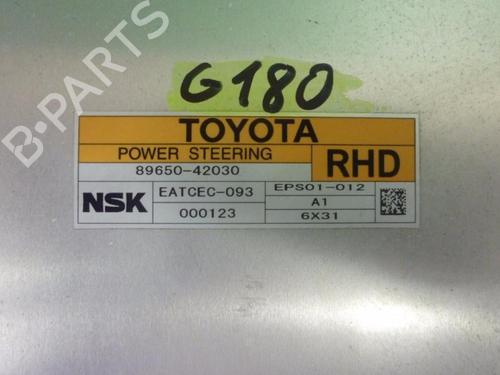 G180
TOYOTA
POWER STEERING
89650-42030
RHD
NSK
EATCEC-093
000123
EPS01-012
A1
6X31
B-PARTS